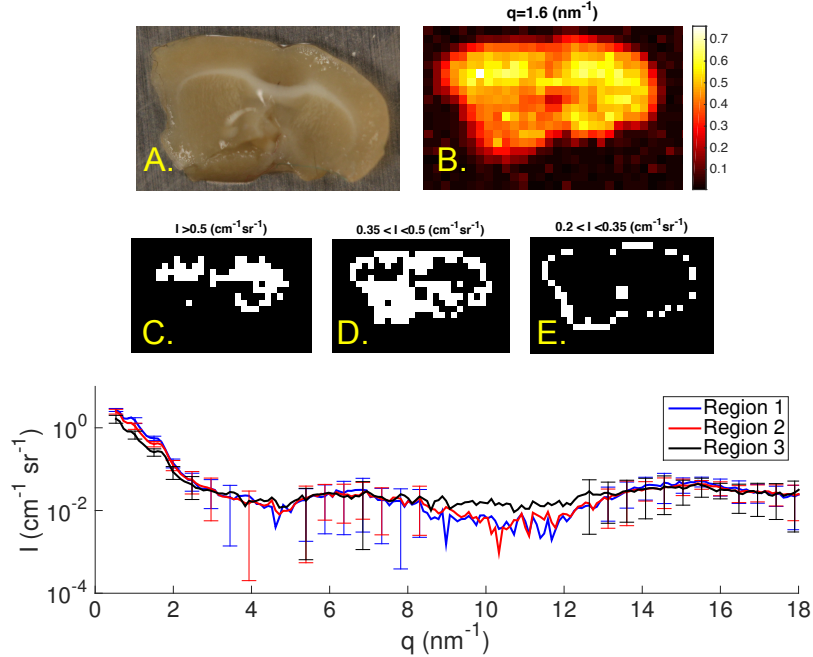 q=1.6 (nm⁻¹)
A.
B.
0.7
0.6
0.5
0.4
0.3
0.2
0.1
I >0.5 (cm⁻¹sr⁻¹)
0.35 < I <0.5 (cm⁻¹sr⁻¹)
0.2 < I <0.35 (cm⁻¹sr⁻¹)
C.
D.
E.
I (cm⁻¹ sr⁻¹)
10⁰
10⁻²
10⁻⁴
Region 1
Region 2
Region 3
0 2 4 6 8 10 12 14 16 18
q (nm⁻¹)